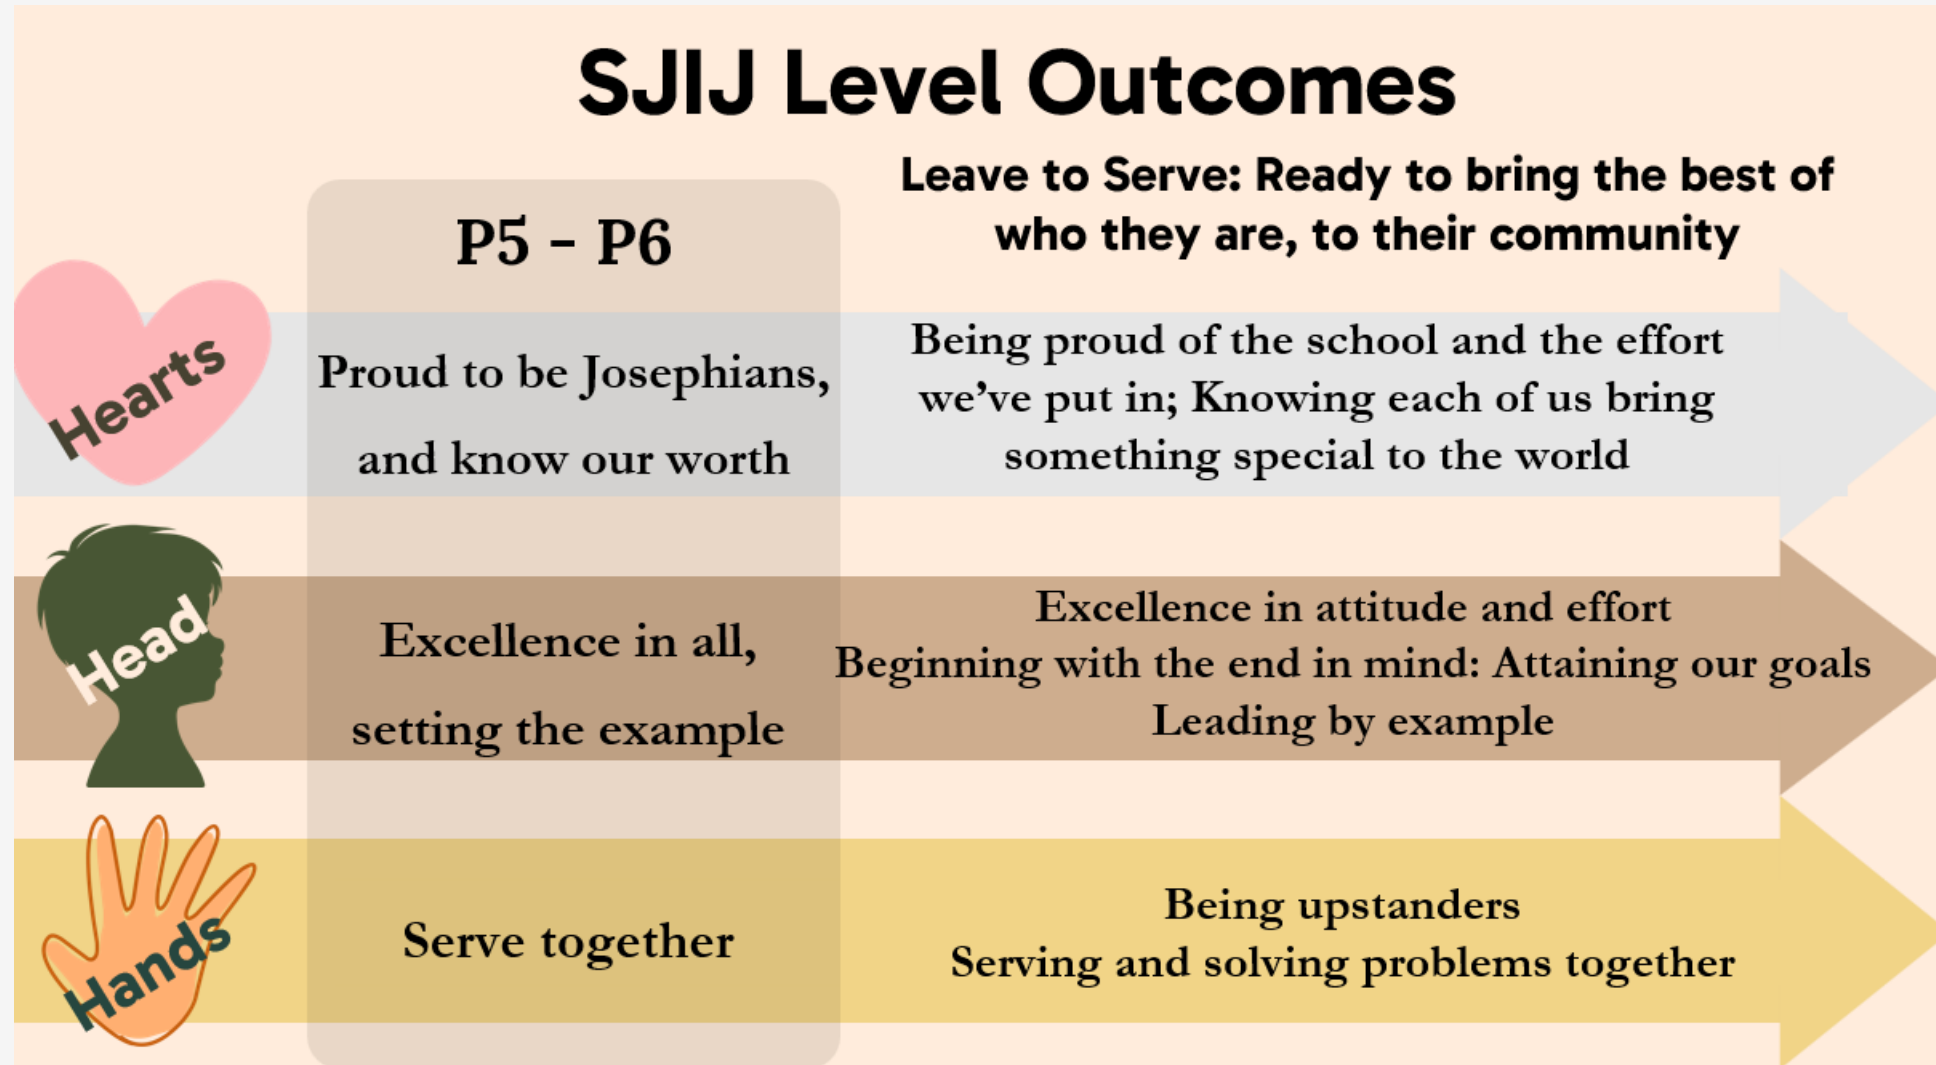 SJIJ Level Outcomes
Leave to Serve: Ready to bring the best of
who they are, to their community
P5 - P6
Hearts
Proud to be Josephians,
and know our worth
Being proud of the school and the effort
we've put in; Knowing each of us bring
something special to the world
Head
Excellence in all,
setting the example
Excellence in attitude and effort
Beginning with the end in mind: Attaining our goals
Leading by example
Hands
Serve together
Being upstanders
Serving and solving problems together